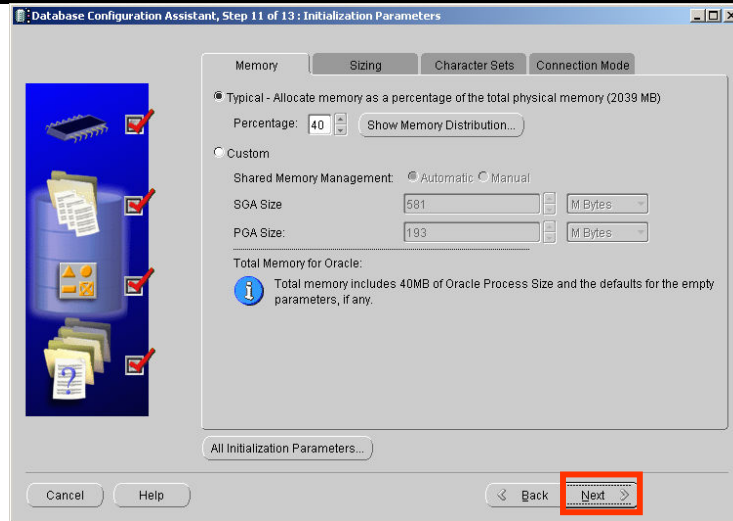 Database Configuration Assistant, Step 11 of 13 : Initialization Parameters
Memory Sizing Character Sets Connection Mode
Typical - Allocate memory as a percentage of the total physical memory (2039 MB)
Percentage: 40 Show Memory Distribution...
Custom
Shared Memory Management: Automatic Manual
SGA Size 581 M Bytes
PGA Size: 193 M Bytes
Total Memory for Oracle:
Total memory includes 40MB of Oracle Process Size and the defaults for the empty
parameters, if any.
?
All Initialization Parameters...
Cancel Help Back Next